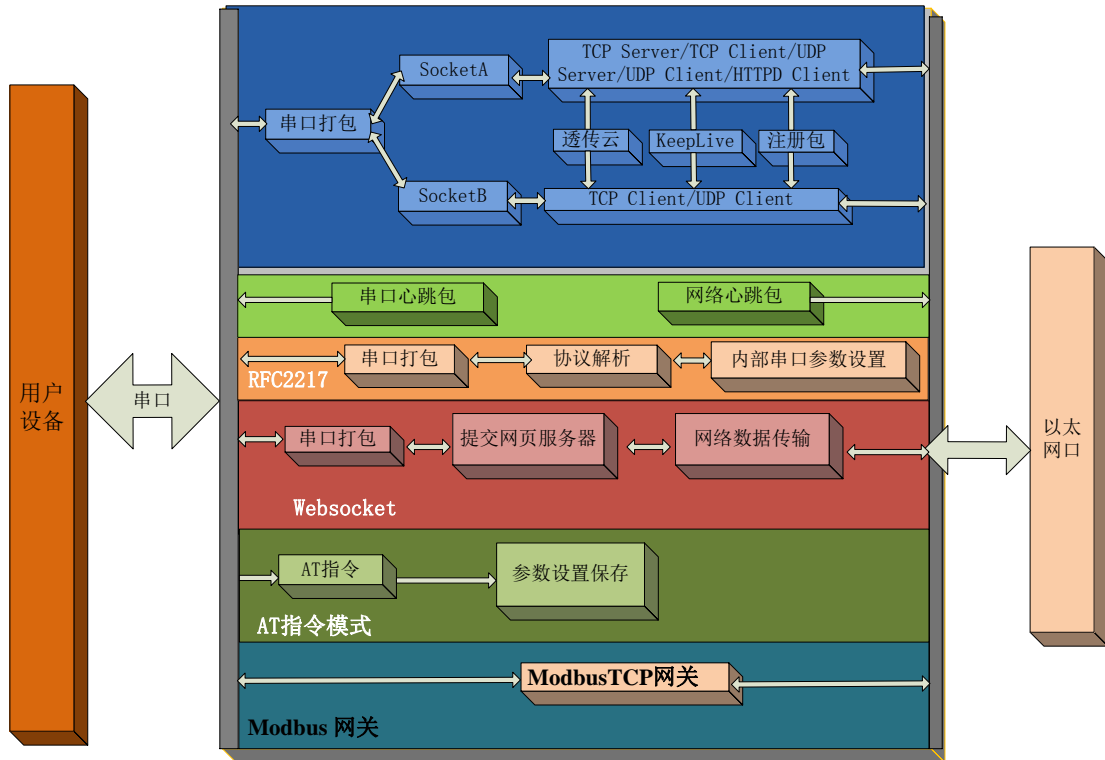 TCP Server/TCP Client/UDP
Server/UDP Client/HTTPD Client
SocketA
串口打包
透传云
KeepLive
注册包
SocketB
TCP Client/UDP Client
串口心跳包
网络心跳包
串口打包
协议解析
内部串口参数设置
RFC2217
用户
设备
串口
串口打包
提交网页服务器
网络数据传输
以太
网口
Websocket
AT指令
参数设置保存
AT指令模式
ModbusTCP网关
Modbus 网关